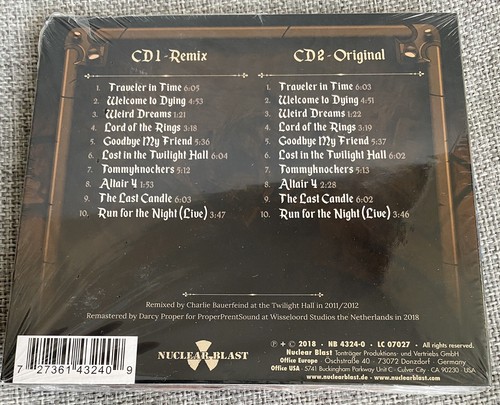 CD 1 - Remix
1. Traveler in Time 6:05
2. Welcome to Dying 4:53
3. Weird Dreams 1:21
4. Lord of the Rings 3:18
5. Goodbye My Friend 5:36
6. Lost in the Twilight Hall 6:04
7. Tommyknockers 5:12
8. Altair 4 1:53
9. The Last Candle 6:03
10. Run for the Night (Live) 3:47
CD 2 - Original
1. Traveler in Time 6:03
2. Welcome to Dying 4:51
3. Weird Dreams 1:22
4. Lord of the Rings 3:19
5. Goodbye My Friend 5:37
6. Lost in the Twilight Hall 6:02
7. Tommyknockers 5:13
8. Altair 4 2:28
9. The Last Candle 6:02
10. Run for the Night (Live) 3:46
Remixed by Charlie Bauerfeind at the Twilight Hall in 2011/2012
Remastered by Darcy Proper for ProperPrentSound at Wisseloord Studios the Netherlands in 2018
7 27361 43240 9
NUCLEAR BLAST
℗ + © 2018 · NB 4324-0 · LC 07027 · All rights reserved.
Nuclear Blast Tonträger Produktions- und Vertriebs GmbH
Office Europe Oschstraße 40 · 73072 Donzdorf · Germany
Office USA · 5741 Buckingham Parkway Unit C · Culver City · CA 90230 · USA
www.nuclearblast.de · www.nuclearblast.com